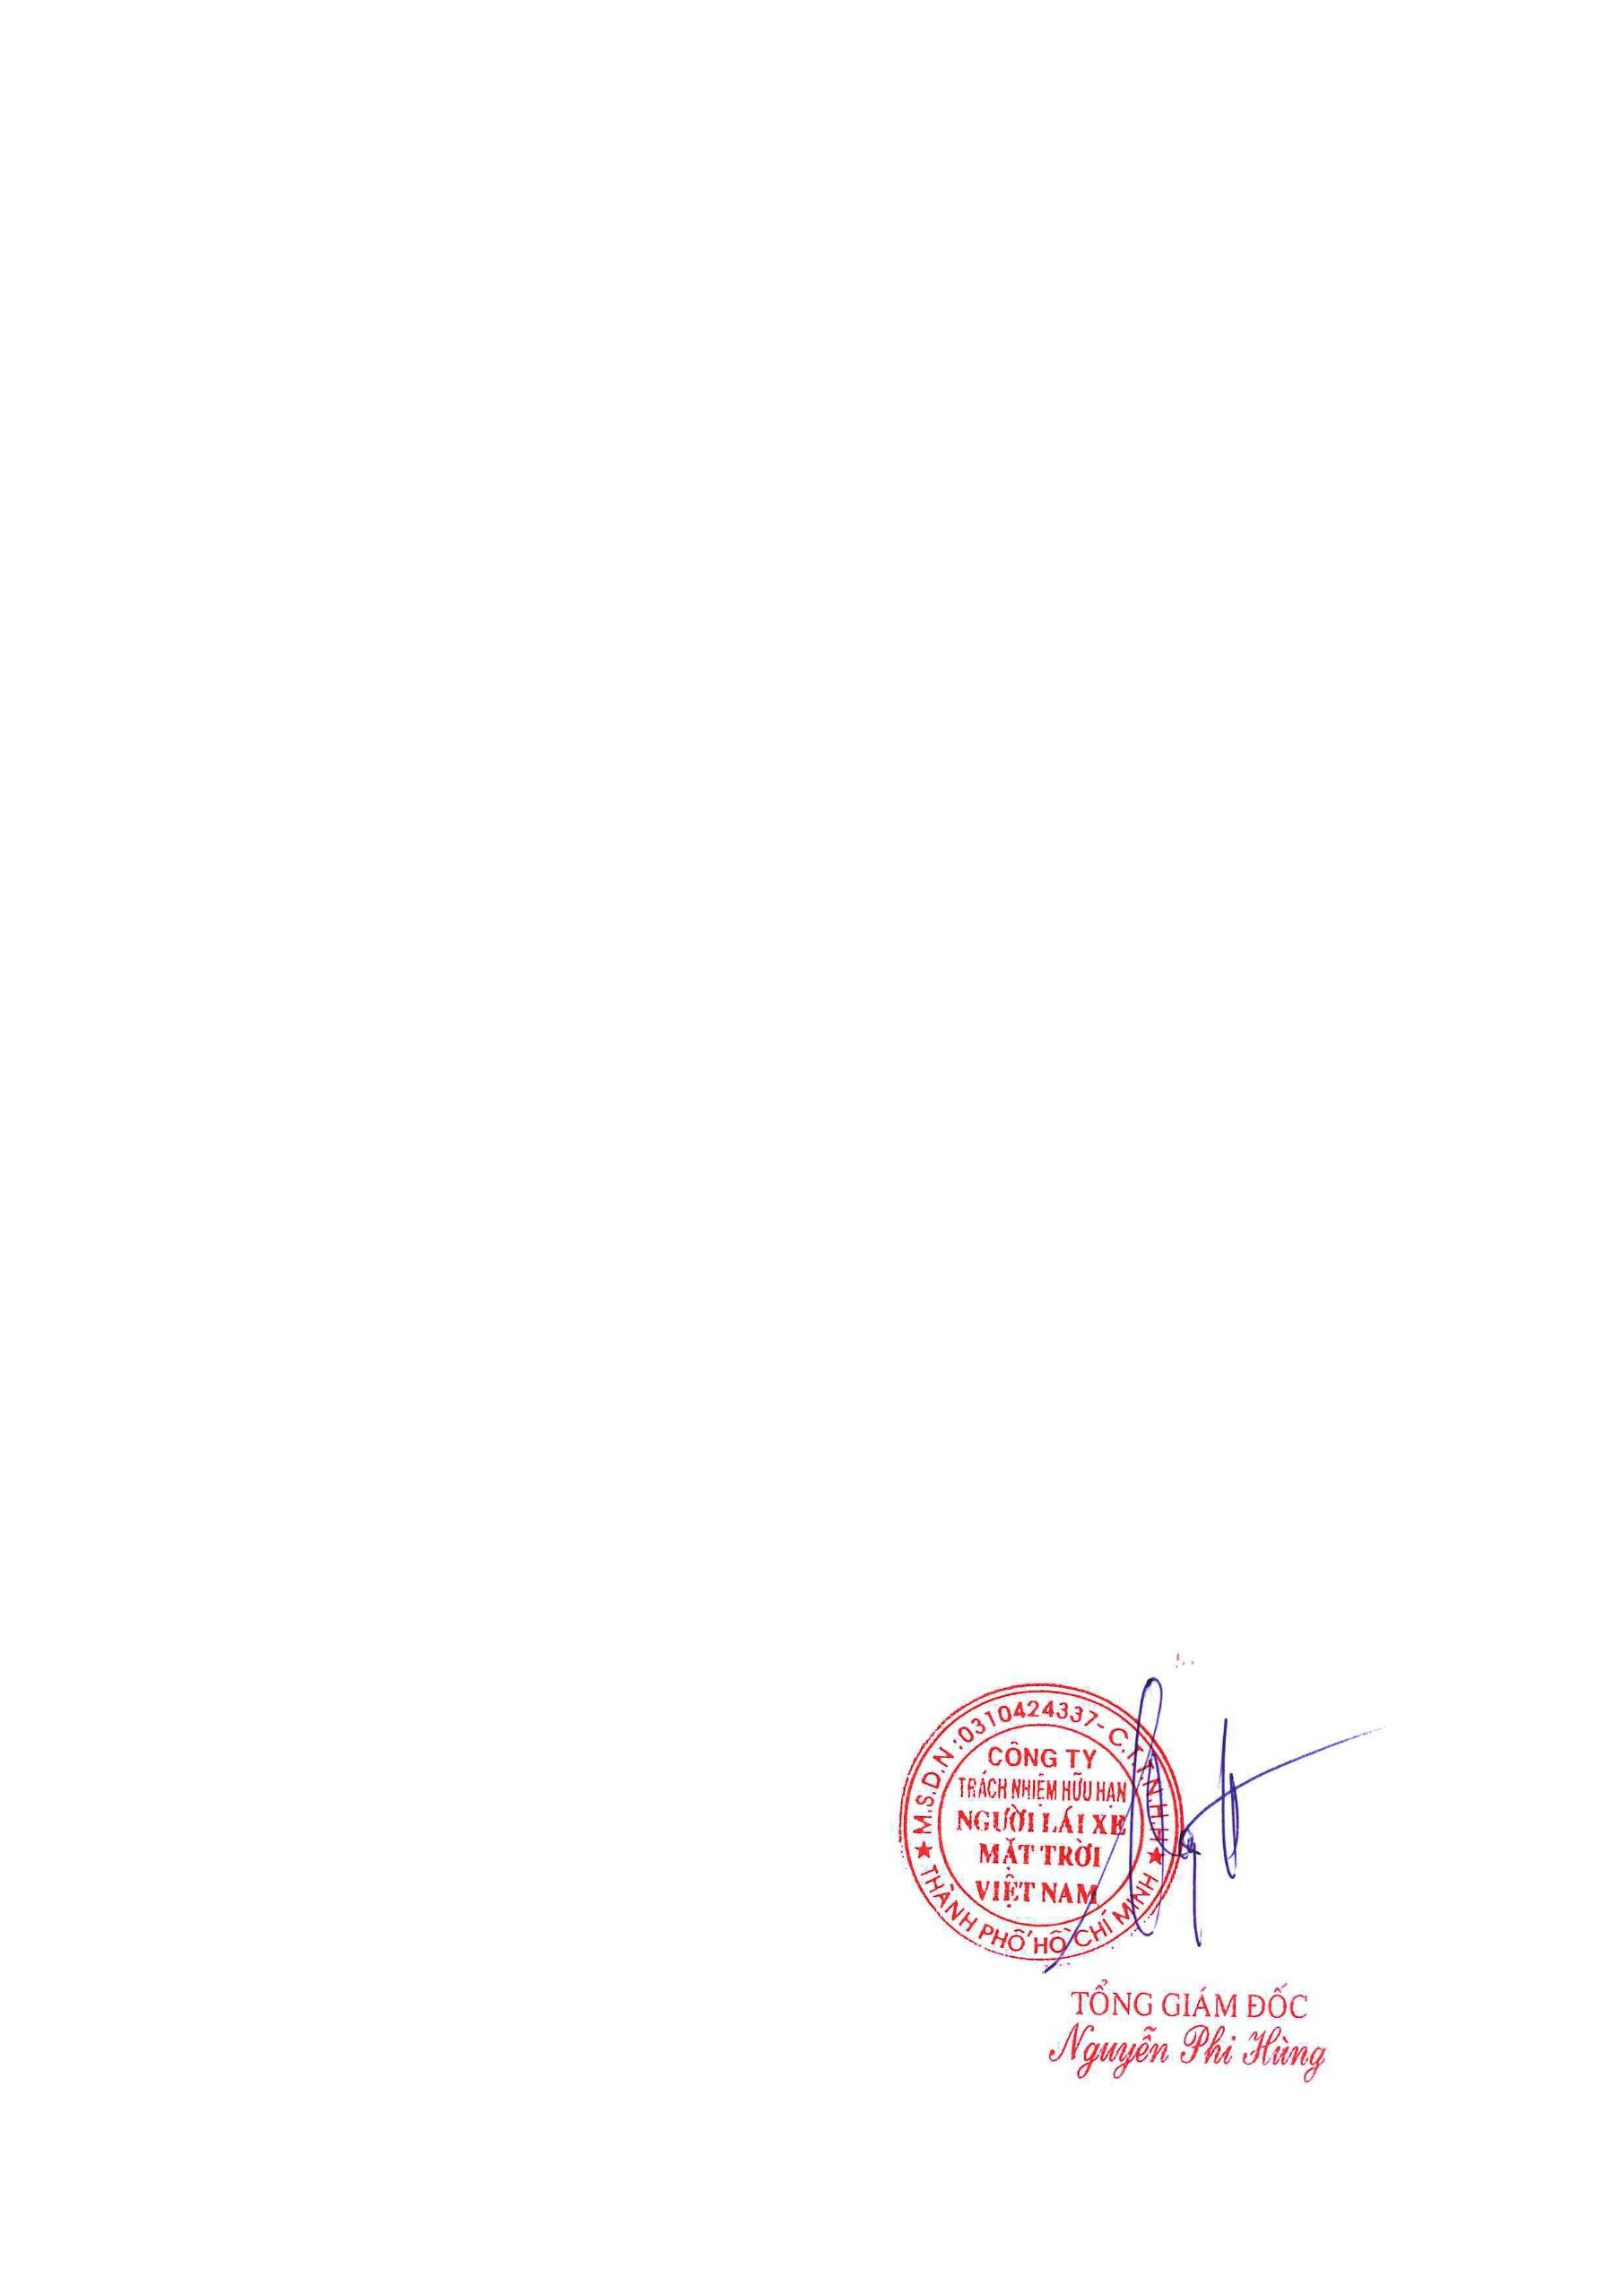 M.S.D.N:0310424337-C.T.T.N.H.H
CÔNG TY
TRÁCH NHIỆM HỮU HẠN
NGƯỜI LÁI XE
MẶT TRỜI
VIỆT NAM
THÀNH PHỐ HỒ CHÍ MINH
TỔNG GIÁM ĐỐC
Nguyễn Phi Hùng